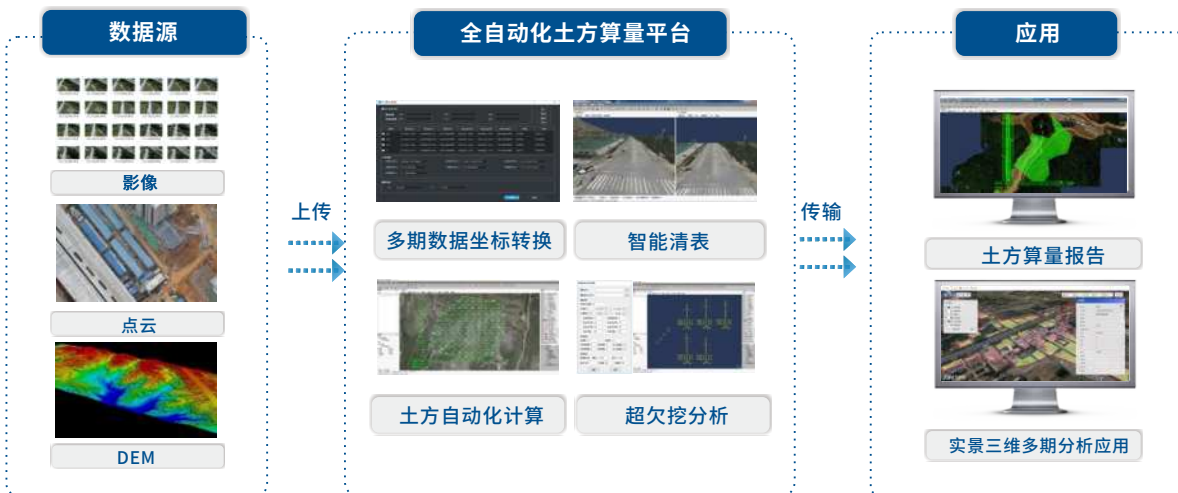 数据源
影像
点云
DEM
上传
全自动化土方算量平台
多期数据坐标转换
智能清表
土方自动化计算
超欠挖分析
传输
应用
土方算量报告
实景三维多期分析应用